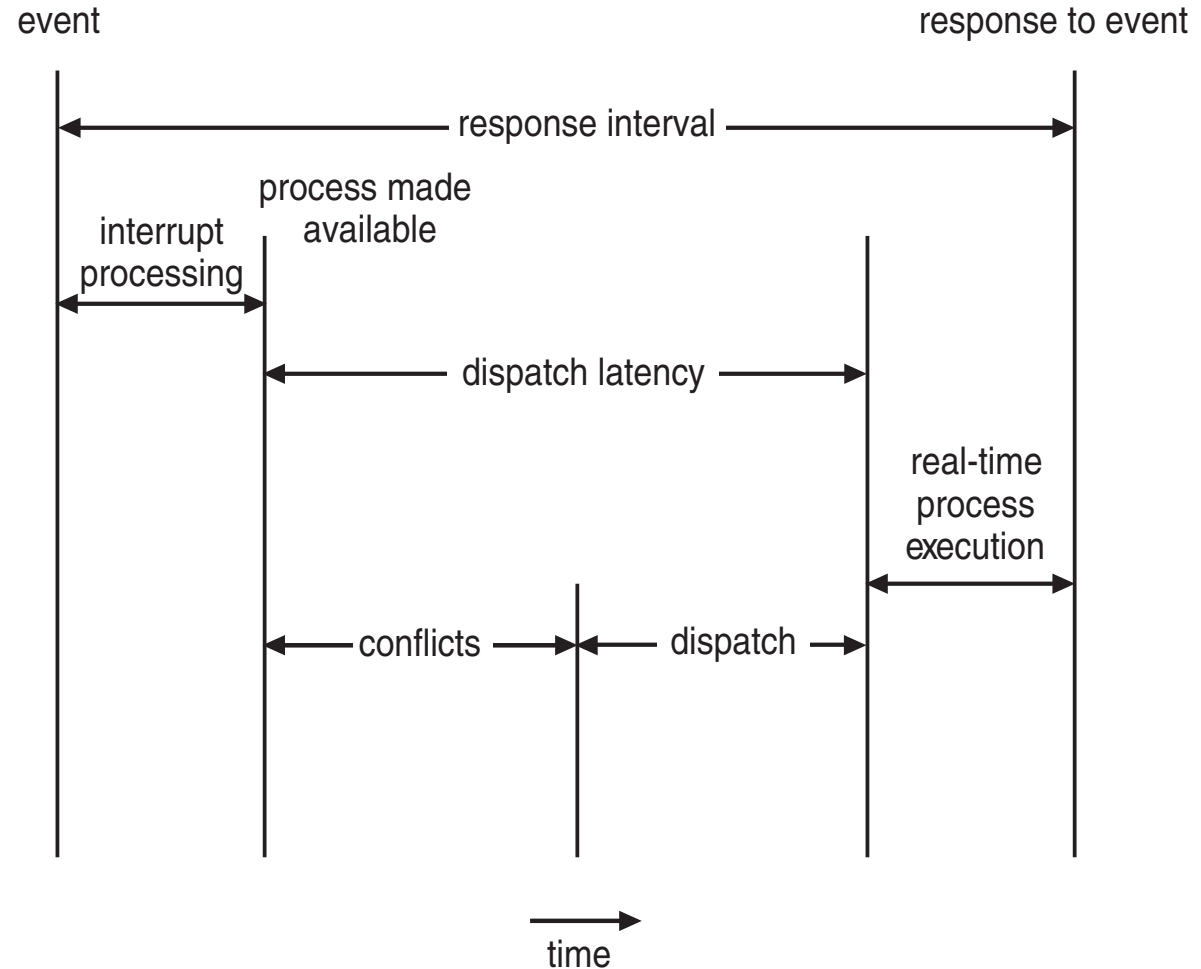 event
response to event
response interval
process made
available
interrupt
processing
dispatch latency
real-time
process
execution
conflicts
dispatch
time